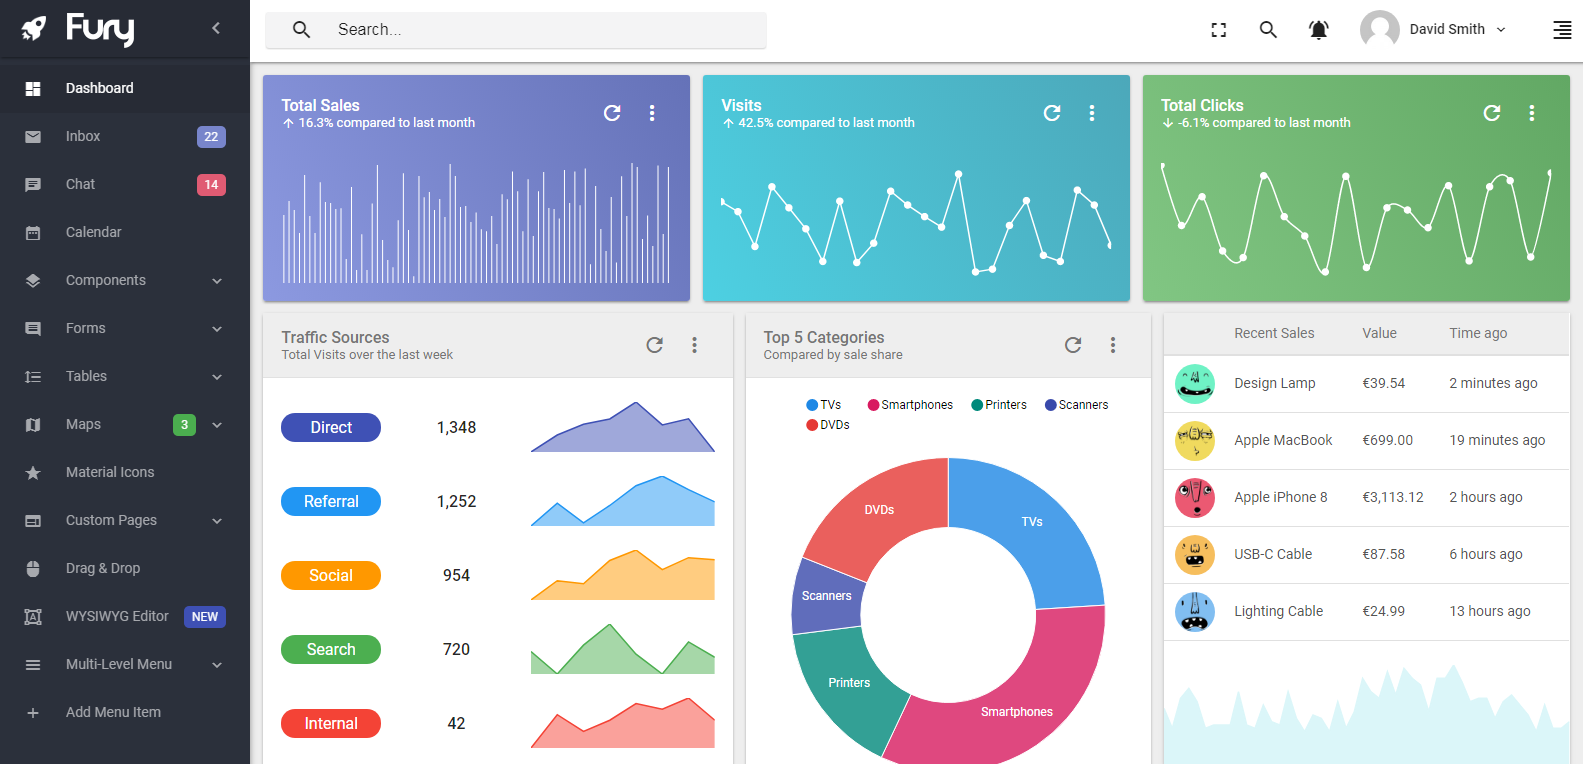 Fury
Dashboard
Inbox 22
Chat 14
Calendar
Components
Forms
Tables
Maps 3
Material Icons
Custom Pages
Drag & Drop
WYSIWYG Editor NEW
Multi-Level Menu
Add Menu Item
Search...
David Smith
Total Sales
16.3% compared to last month
Visits
42.5% compared to last month
Total Clicks
-6.1% compared to last month
Traffic Sources
Total Visits over the last week
Direct 1,348
Referral 1,252
Social 954
Search 720
Internal 42
Top 5 Categories
Compared by sale share
TVs Smartphones Printers Scanners
DVDs
DVDs
TVs
Scanners
Printers
Smartphones
Recent Sales Value Time ago
Design Lamp €39.54 2 minutes ago
Apple MacBook €699.00 19 minutes ago
Apple iPhone 8 €3,113.12 2 hours ago
USB-C Cable €87.58 6 hours ago
Lighting Cable €24.99 13 hours ago